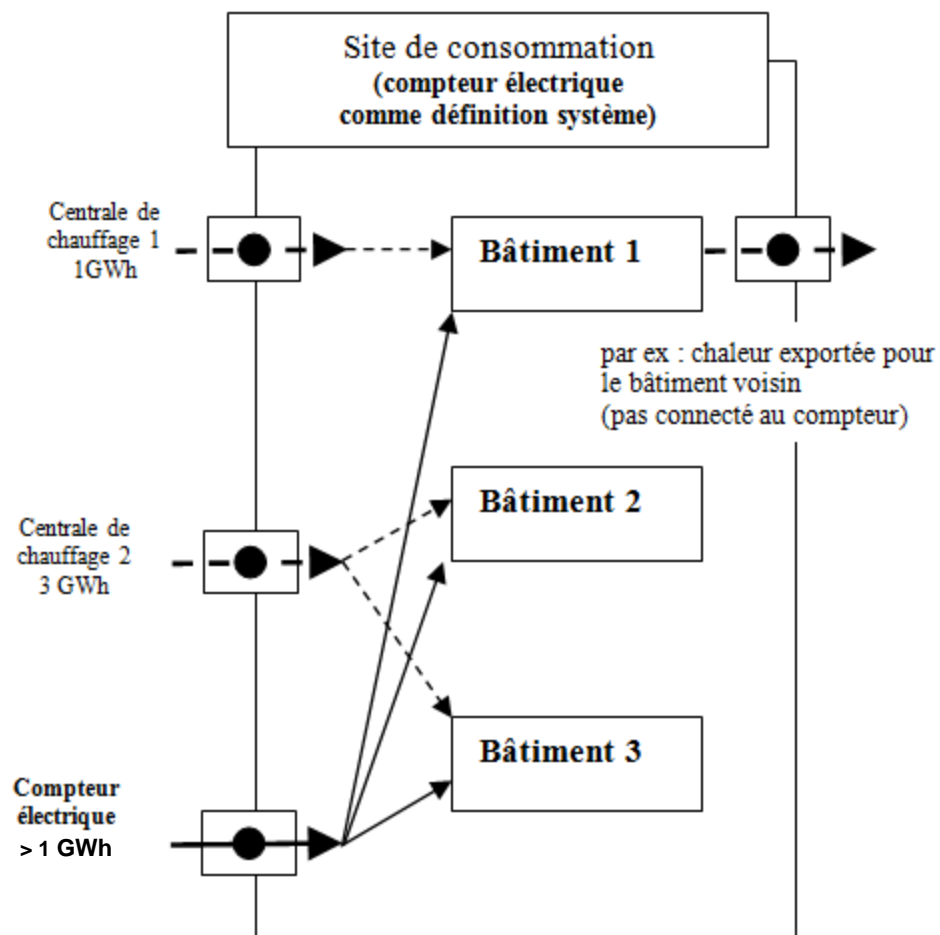 Site de consommation
(compteur électrique
comme définition système)
Centrale de
chauffage 1
1GWh
Bâtiment 1
par ex : chaleur exportée pour
le bâtiment voisin
(pas connecté au compteur)
Centrale de
chauffage 2
3 GWh
Bâtiment 2
Bâtiment 3
Compteur
électrique
> 1 GWh